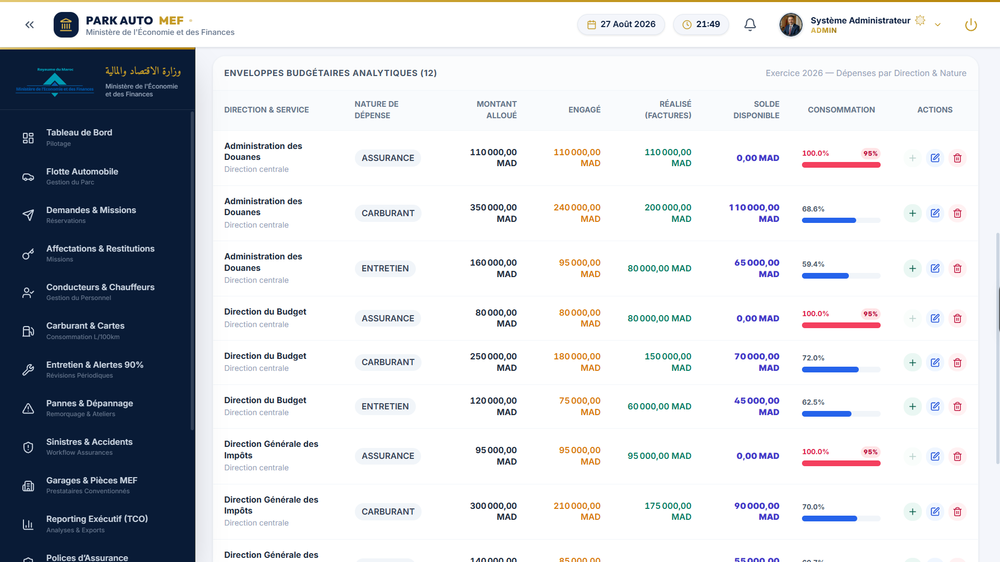 PARK AUTO MEF
Ministère de l'Économie et des Finances
27 Août 2026
21:49
Système Administrateur
ADMIN
Royaume du Maroc
Ministère de l'Economie et des Finances
وزارة الاقتصاد والمالية
Ministère de l'Économie
et des Finances
Tableau de Bord
Pilotage
Flotte Automobile
Gestion du Parc
Demandes & Missions
Réservations
Affectations & Restitutions
Missions
Conducteurs & Chauffeurs
Gestion du Personnel
Carburant & Cartes
Consommation L/100km
Entretien & Alertes 90%
Révisions Périodiques
Pannes & Dépannage
Remorquage & Ateliers
Sinistres & Accidents
Workflow Assurances
Garages & Pièces MEF
Prestataires Conventionnés
Reporting Exécutif (TCO)
Analyses & Exports
Polices d'Assurance
ENVELOPPES BUDGÉTAIRES ANALYTIQUES (12)
Exercice 2026 — Dépenses par Direction & Nature
DIRECTION & SERVICE
NATURE DE
DÉPENSE
MONTANT
ALLOUÉ
ENGAGÉ
RÉALISÉ
(FACTURES)
SOLDE
DISPONIBLE
CONSOMMATION
ACTIONS
Administration des
Douanes
Direction centrale
ASSURANCE
110 000,00
MAD
110 000,00
MAD
110 000,00
MAD
0,00 MAD
100.0%
95%
Administration des
Douanes
Direction centrale
CARBURANT
350 000,00
MAD
240 000,00
MAD
200 000,00
MAD
110 000,00
MAD
68.6%
Administration des
Douanes
Direction centrale
ENTRETIEN
160 000,00
MAD
95 000,00
MAD
80 000,00 MAD
65 000,00
MAD
59.4%
Direction du Budget
Direction centrale
ASSURANCE
80 000,00
MAD
80 000,00
MAD
80 000,00 MAD
0,00 MAD
100.0%
95%
Direction du Budget
Direction centrale
CARBURANT
250 000,00
MAD
180 000,00
MAD
150 000,00
MAD
70 000,00
MAD
72.0%
Direction du Budget
Direction centrale
ENTRETIEN
120 000,00
MAD
75 000,00
MAD
60 000,00 MAD
45 000,00
MAD
62.5%
Direction Générale des
Impôts
Direction centrale
ASSURANCE
95 000,00
MAD
95 000,00
MAD
95 000,00 MAD
0,00 MAD
100.0%
95%
Direction Générale des
Impôts
Direction centrale
CARBURANT
300 000,00
MAD
210 000,00
MAD
175 000,00
MAD
90 000,00
MAD
70.0%
Direction Générale des
140 000,00
85 000,00
55 000,00
60.7%